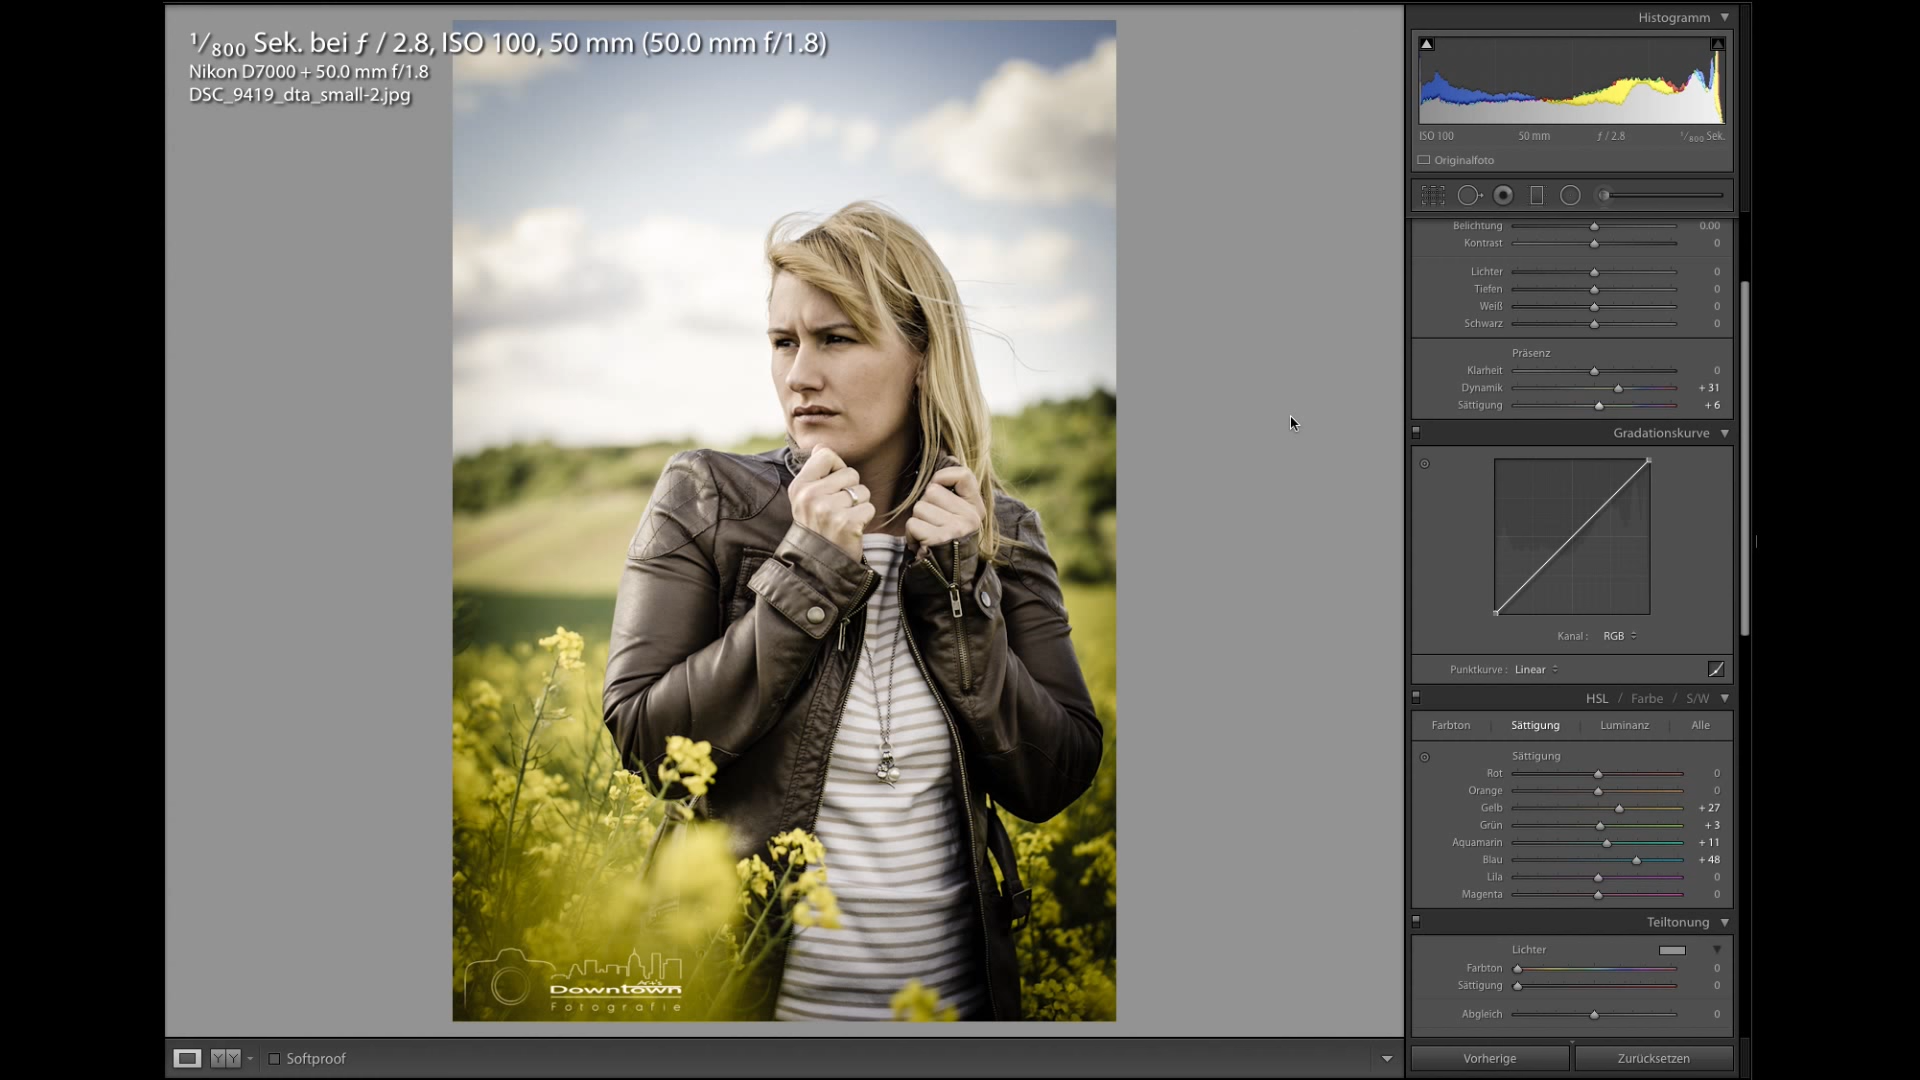 1/800 Sek. bei ƒ / 2.8, ISO 100, 50 mm (50.0 mm f/1.8)
Nikon D7000 + 50.0 mm f/1.8
DSC_9419_dta_small-2.jpg
Downtown
Fotografie
Softproof
Histogramm
ISO 100 50 mm ƒ / 2.8 1/800 Sek.
Originalfoto
Belichtung 0.00
Kontrast 0
Lichter 0
Tiefen 0
Weiß 0
Schwarz 0
Präsenz
Klarheit 0
Dynamik + 31
Sättigung + 6
Gradationskurve
Kanal : RGB
Punktkurve : Linear
HSL / Farbe / S/W
Farbton Sättigung Luminanz Alle
Sättigung
Rot 0
Orange 0
Gelb + 27
Grün + 3
Aquamarin + 11
Blau + 48
Lila 0
Magenta 0
Teiltonung
Lichter
Farbton 0
Sättigung 0
Abgleich 0
Vorherige Zurücksetzen